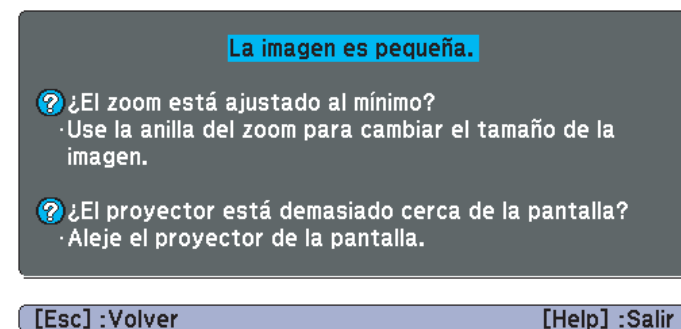 La imagen es pequeña.
¿El zoom está ajustado al mínimo?
·Use la anilla del zoom para cambiar el tamaño de la
imagen.
¿El proyector está demasiado cerca de la pantalla?
·Aleje el proyector de la pantalla.
[Esc] :Volver [Help] :Salir